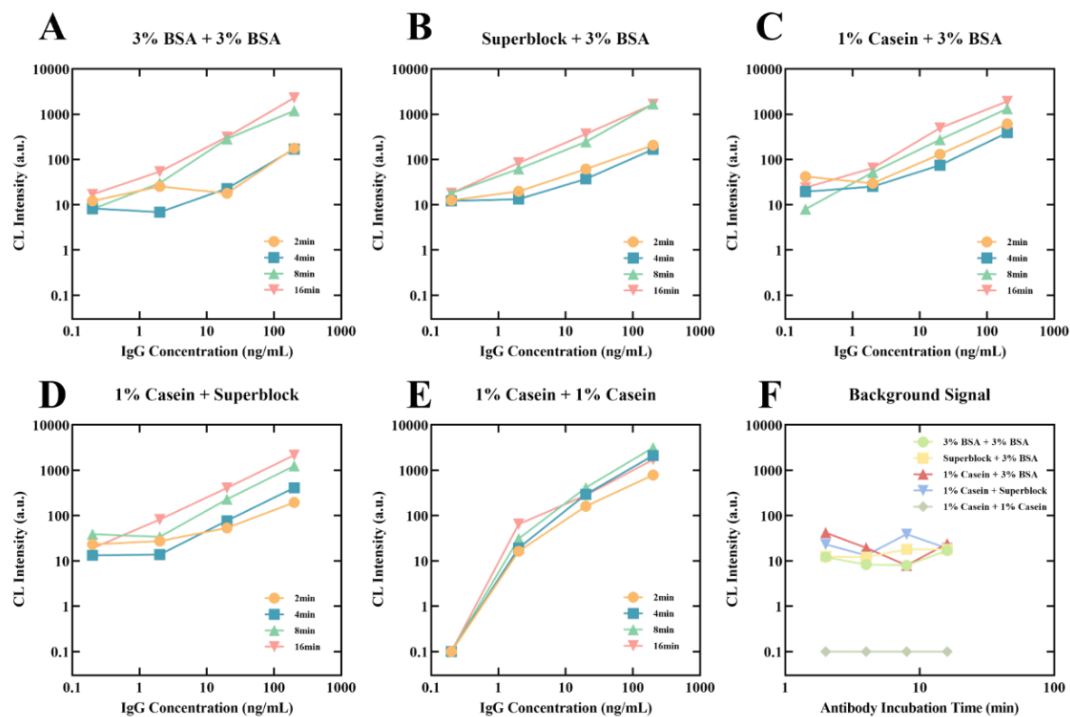 A
3% BSA + 3% BSA
CL Intensity (a.u.)
10000
1000
100
10
1
0.1
2min
4min
8min
16min
0.1
1
10
100
1000
IgG Concentration (ng/mL)
B
Superblock + 3% BSA
CL Intensity (a.u.)
10000
1000
100
10
1
0.1
2min
4min
8min
16min
0.1
1
10
100
1000
IgG Concentration (ng/mL)
C
1% Casein + 3% BSA
CL Intensity (a.u.)
10000
1000
100
10
1
0.1
2min
4min
8min
16min
0.1
1
10
100
1000
IgG Concentration (ng/mL)
D
1% Casein + Superblock
CL Intensity (a.u.)
10000
1000
100
10
1
0.1
2min
4min
8min
16min
0.1
1
10
100
1000
IgG Concentration (ng/mL)
E
1% Casein + 1% Casein
CL Intensity (a.u.)
10000
1000
100
10
1
0.1
2min
4min
8min
16min
0.1
1
10
100
1000
IgG Concentration (ng/mL)
F
Background Signal
CL Intensity (a.u.)
10000
1000
100
10
1
0.1
3% BSA + 3% BSA
Superblock + 3% BSA
1% Casein + 3% BSA
1% Casein + Superblock
1% Casein + 1% Casein
1
10
100
Antibody Incubation Time (min)